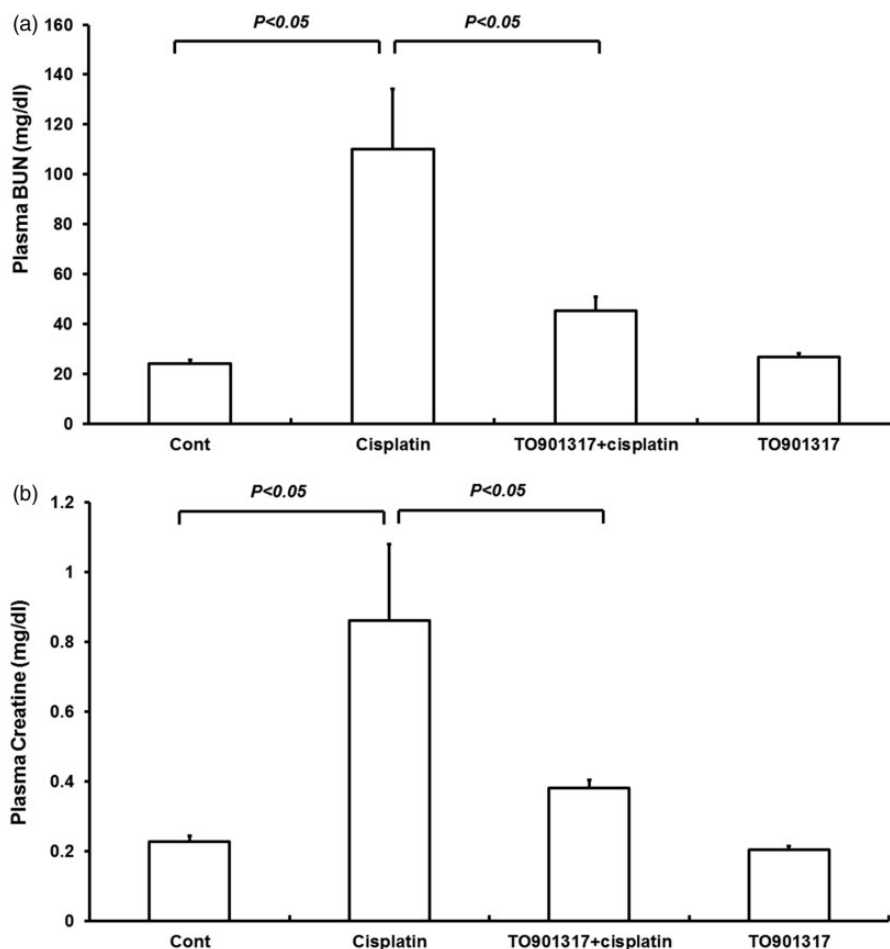 (a)
P<0.05 P<0.05
Plasma BUN (mg/dl)
160
140
120
100
80
60
40
20
0
Cont Cisplatin TO901317+cisplatin TO901317
(b)
P<0.05 P<0.05
Plasma Creatine (mg/dl)
1.2
1
0.8
0.6
0.4
0.2
0
Cont Cisplatin TO901317+cisplatin TO901317